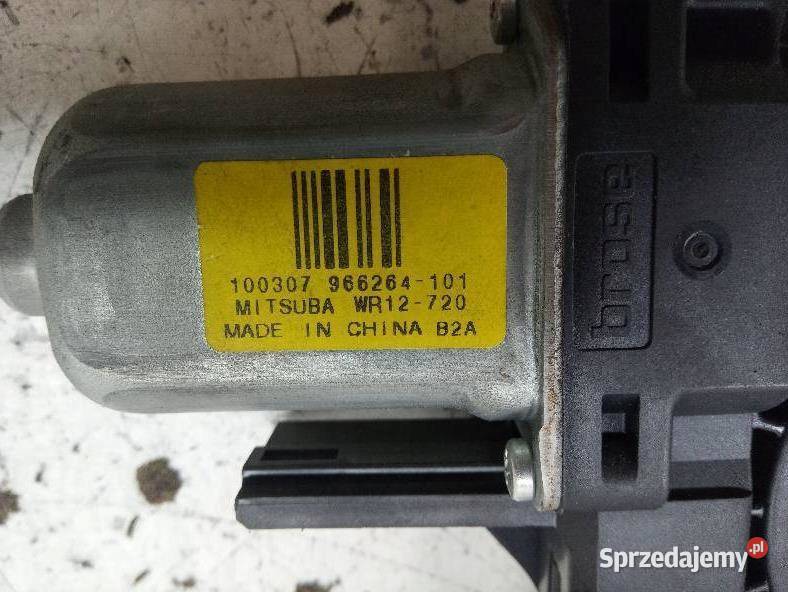 100307 966264-101
MITSUBA WR12-720
MADE IN CHINA B2A
brose
Sprzedajemy.pl